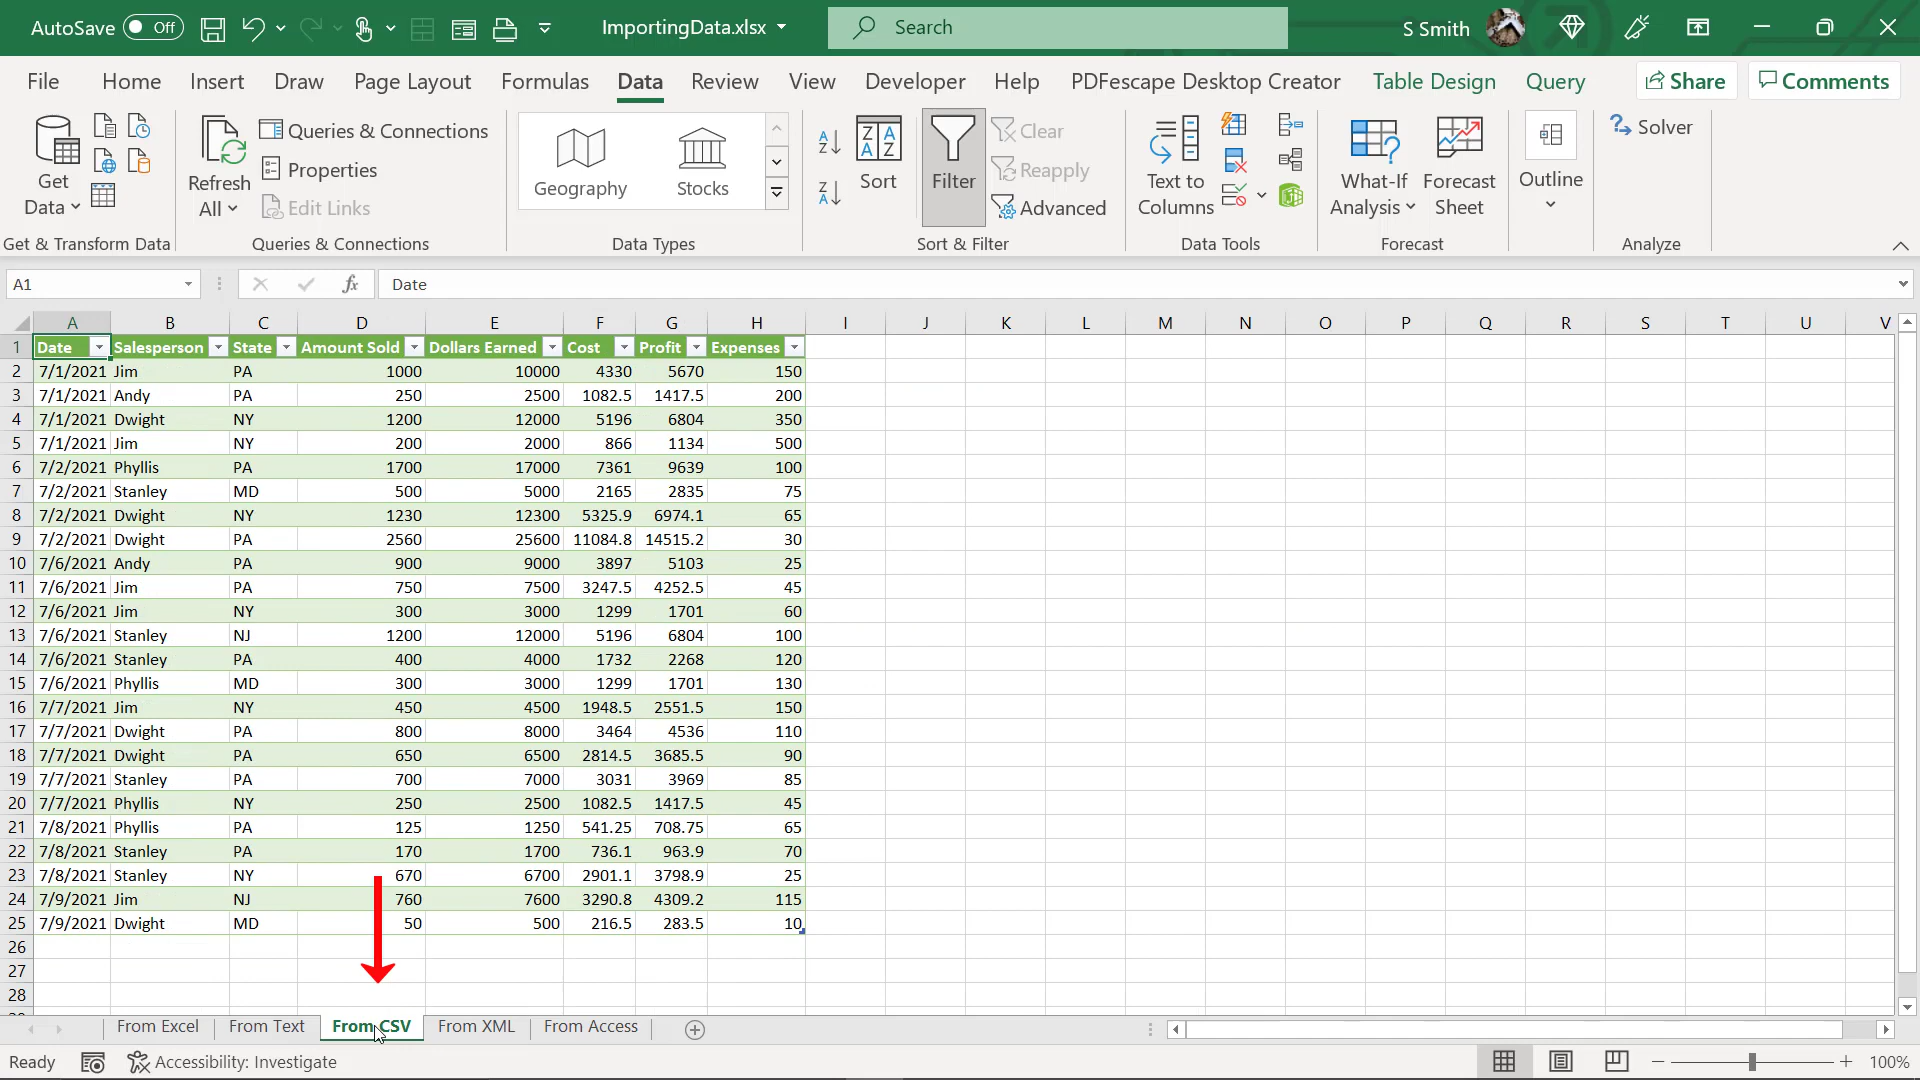 AutoSave Off ImportingData.xlsx Search S Smith
File Home Insert Draw Page Layout Formulas Data Review View Developer Help PDFescape Desktop Creator Table Design Query Share Comments
Get Data
Refresh All
Queries & Connections
Properties
Edit Links
Geography
Stocks
Sort
Filter
Clear
Reapply
Advanced
Text to Columns
What-If Analysis
Forecast Sheet
Outline
Solver
Get & Transform Data Queries & Connections Data Types Sort & Filter Data Tools Forecast Analyze
A1 fx Date
A B C D E F G H I J K L M N O P Q R S T U V
1 Date Salesperson State Amount Sold Dollars Earned Cost Profit Expenses
2 7/1/2021 Jim PA 1000 10000 4330 5670 150
3 7/1/2021 Andy PA 250 2500 1082.5 1417.5 200
4 7/1/2021 Dwight NY 1200 12000 5196 6804 350
5 7/1/2021 Jim NY 200 2000 866 1134 500
6 7/2/2021 Phyllis PA 1700 17000 7361 9639 100
7 7/2/2021 Stanley MD 500 5000 2165 2835 75
8 7/2/2021 Dwight NY 1230 12300 5325.9 6974.1 65
9 7/2/2021 Dwight PA 2560 25600 11084.8 14515.2 30
10 7/6/2021 Andy PA 900 9000 3897 5103 25
11 7/6/2021 Jim PA 750 7500 3247.5 4252.5 45
12 7/6/2021 Jim NY 300 3000 1299 1701 60
13 7/6/2021 Stanley NJ 1200 12000 5196 6804 100
14 7/6/2021 Stanley PA 400 4000 1732 2268 120
15 7/6/2021 Phyllis MD 300 3000 1299 1701 130
16 7/7/2021 Jim NY 450 4500 1948.5 2551.5 150
17 7/7/2021 Dwight PA 800 8000 3464 4536 110
18 7/7/2021 Dwight PA 650 6500 2814.5 3685.5 90
19 7/7/2021 Stanley PA 700 7000 3031 3969 85
20 7/7/2021 Phyllis NY 250 2500 1082.5 1417.5 45
21 7/8/2021 Phyllis PA 125 1250 541.25 708.75 65
22 7/8/2021 Stanley PA 170 1700 736.1 963.9 70
23 7/8/2021 Stanley NY 670 6700 2901.1 3798.9 25
24 7/9/2021 Jim NJ 760 7600 3290.8 4309.2 115
25 7/9/2021 Dwight MD 50 500 216.5 283.5 10
26
27
28
From Excel From Text From CSV From XML From Access
Ready Accessibility: Investigate 100%